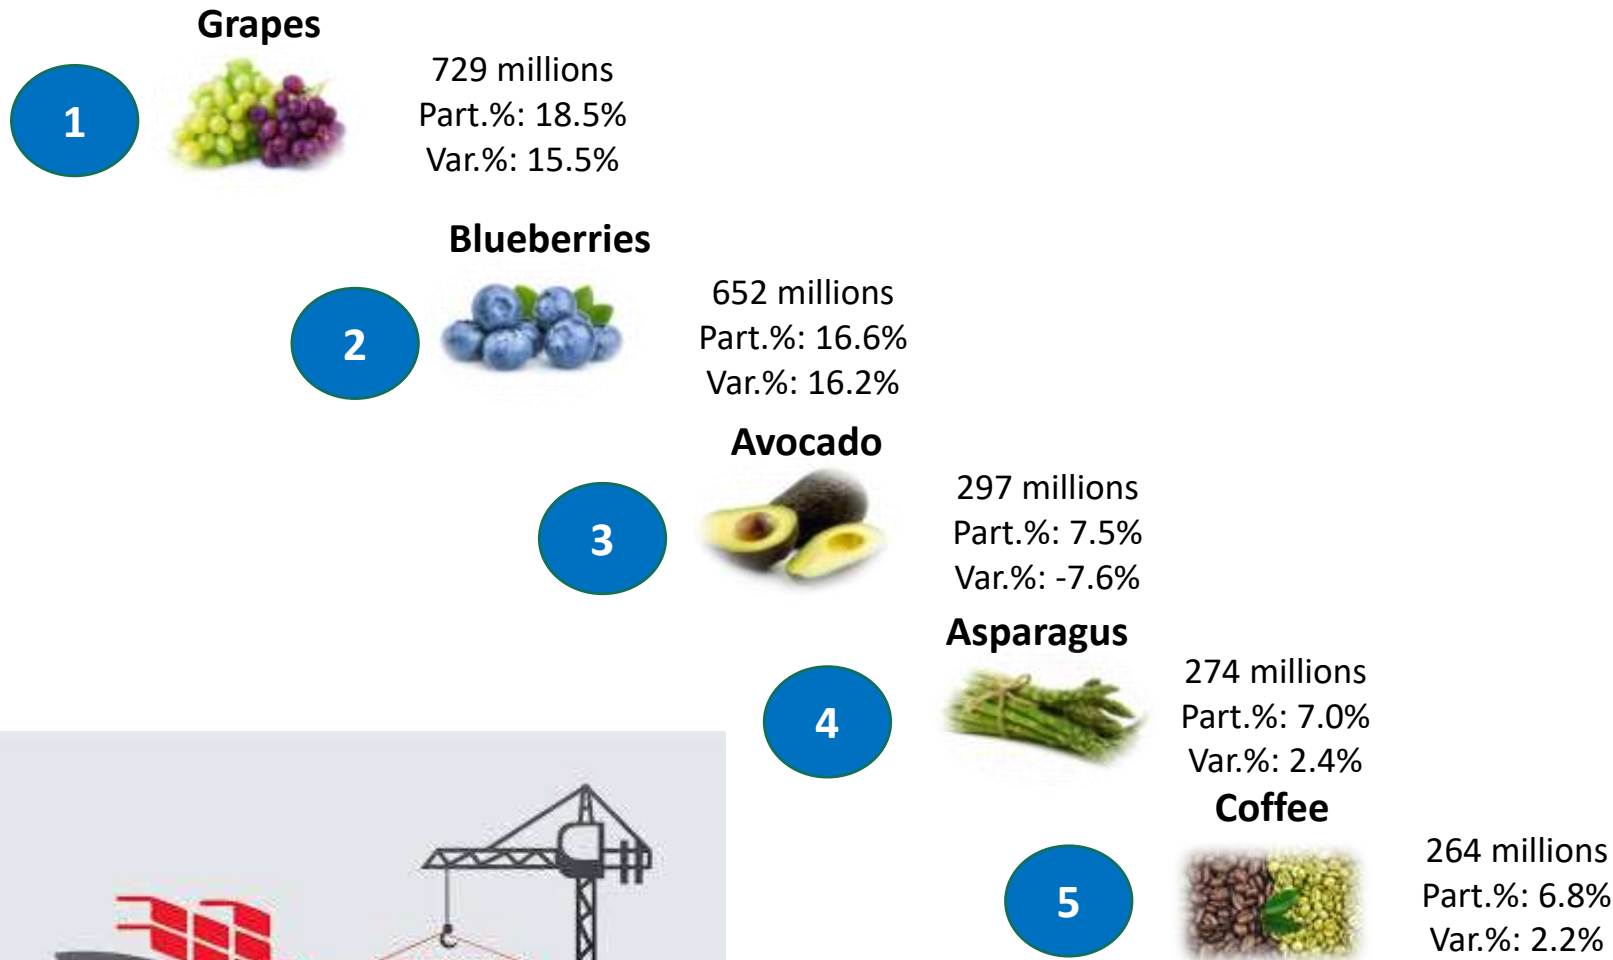 Grapes
1
729 millions
Part.%: 18.5%
Var.%: 15.5%
Blueberries
2
652 millions
Part.%: 16.6%
Var.%: 16.2%
Avocado
3
297 millions
Part.%: 7.5%
Var.%: -7.6%
Asparagus
4
274 millions
Part.%: 7.0%
Var.%: 2.4%
Coffee
5
264 millions
Part.%: 6.8%
Var.%: 2.2%